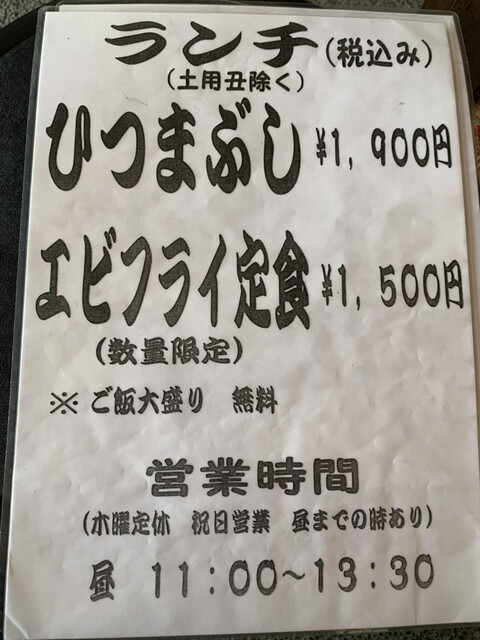 ランチ(税込み)
(土用丑除く)
ひつまぶし ¥1,900円
エビフライ定食 ¥1,500円
(数量限定)
※ ご飯大盛り 無料
営業時間
(水曜定休 祝日営業 昼までの時あり)
昼 11:00～13:30